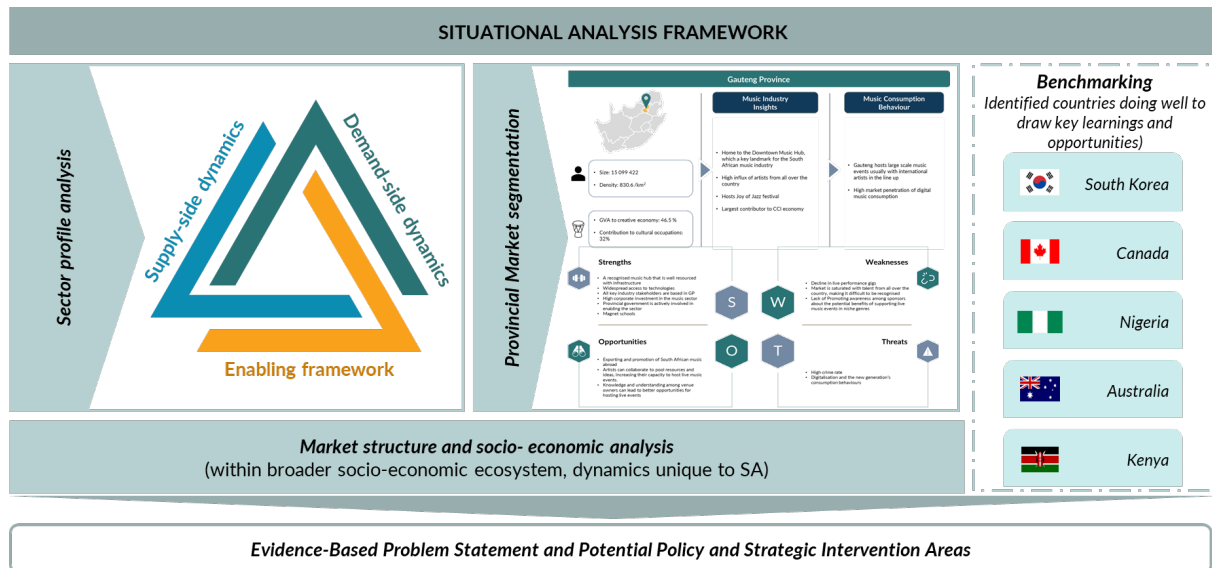 SITUATIONAL ANALYSIS FRAMEWORK
Sector profile analysis
Supply-side dynamics
Demand-side dynamics
Enabling framework
Provincial Market segmentation
Gauteng Province
• Size: 15 099 422
• Density: 830.6 /km²
• GVA to creative economy: 46.5 %
• Contribution to cultural occupations:
32%
Music Industry
Insights
• Home to the Downtown Music Hub,
which a key landmark for the South
African music industry
• High influx of artists from all over the
country
• Hosts Joy of Jazz festival
• Largest contributor to CCI economy
Music Consumption
Behaviour
• Gauteng hosts large scale music
events usually with international
artists in the line up
• High market penetration of digital
music consumption
Strengths
• A recognised music hub that is well resourced
with infrastructure
• Widespread access to technologies
• All key industry stakeholders are based in GP
• High corporate investment in the music sector
• Provincial government is actively involved in
enabling the sector
• Magnet schools
S
W
Weaknesses
• Decline in live performance gigs
• Market is saturated with talent from all over the
country, making it difficult to be recognised
• Lack of Promoting awareness among sponsors
about the potential benefits of supporting live
music events in niche genres
Opportunities
• Exporting and promotion of South African music
abroad
• Artists can collaborate to pool resources and
ideas, increasing their capacity to host live music
events
• Knowledge and understanding among venue
owners can lead to better opportunities for
hosting live events
O
T
Threats
• High crime rate
• Digitalisation and the new generation's
consumption behaviours
Benchmarking
Identified countries doing well to
draw key learnings and
opportunities)
South Korea
Canada
Nigeria
Australia
Kenya
Market structure and socio- economic analysis
(within broader socio-economic ecosystem, dynamics unique to SA)
Evidence-Based Problem Statement and Potential Policy and Strategic Intervention Areas